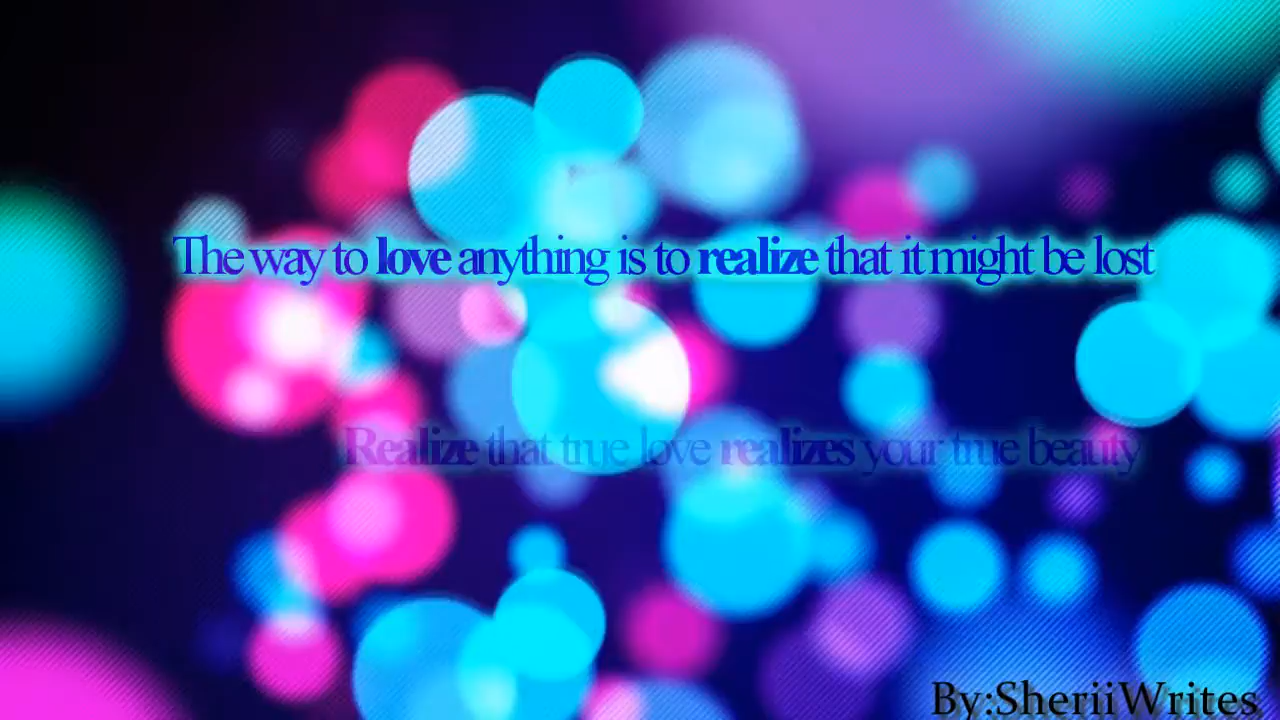 The way to love anything is to realize that it might be lost
Realize that true love realizes your true beauty
By:SheriiWrites